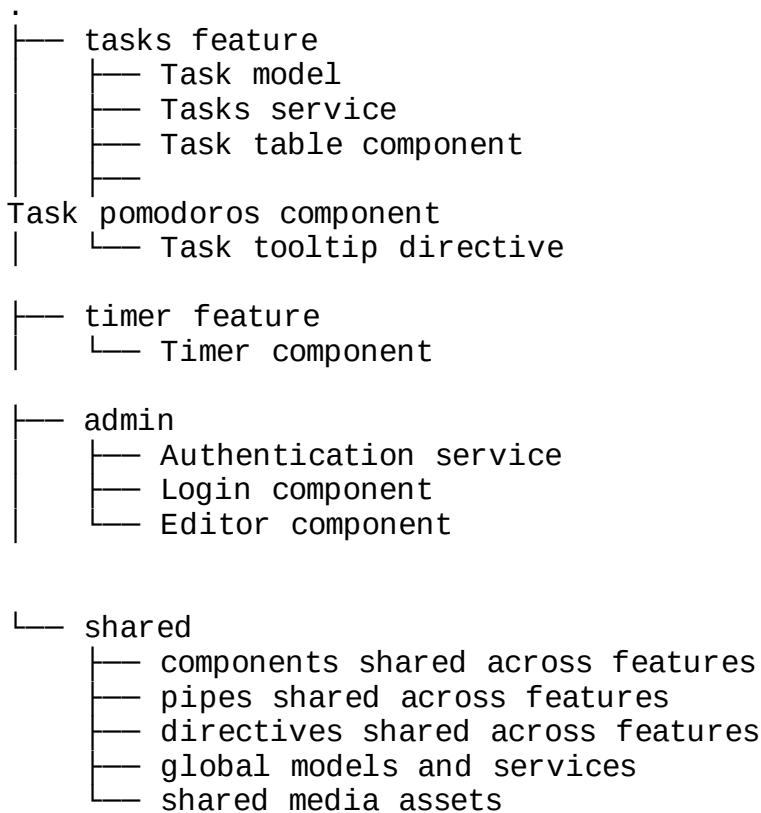 .
├── tasks feature
│   ├── Task model
│   ├── Tasks service
│   ├── Task table component
│   ├──
Task pomodoros component
│   └── Task tooltip directive
├── timer feature
│   └── Timer component
├── admin
│   ├── Authentication service
│   ├── Login component
│   └── Editor component
└── shared
    ├── components shared across features
    ├── pipes shared across features
    ├── directives shared across features
    ├── global models and services
    └── shared media assets